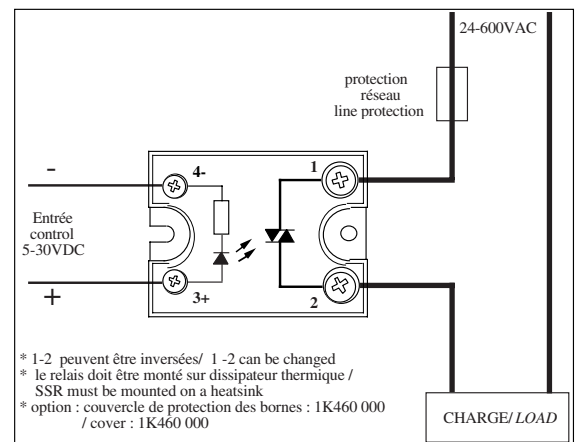 24-600VAC
protection
réseau
line protection
4-
1
-
Entrée
control
5-30VDC
+
3+
2
* 1-2 peuvent être inversées/ 1 -2 can be changed
* le relais doit être monté sur dissipateur thermique /
SSR must be mounted on a heatsink
* option : couvercle de protection des bornes : 1K460 000
/ cover : 1K460 000
CHARGE/ LOAD